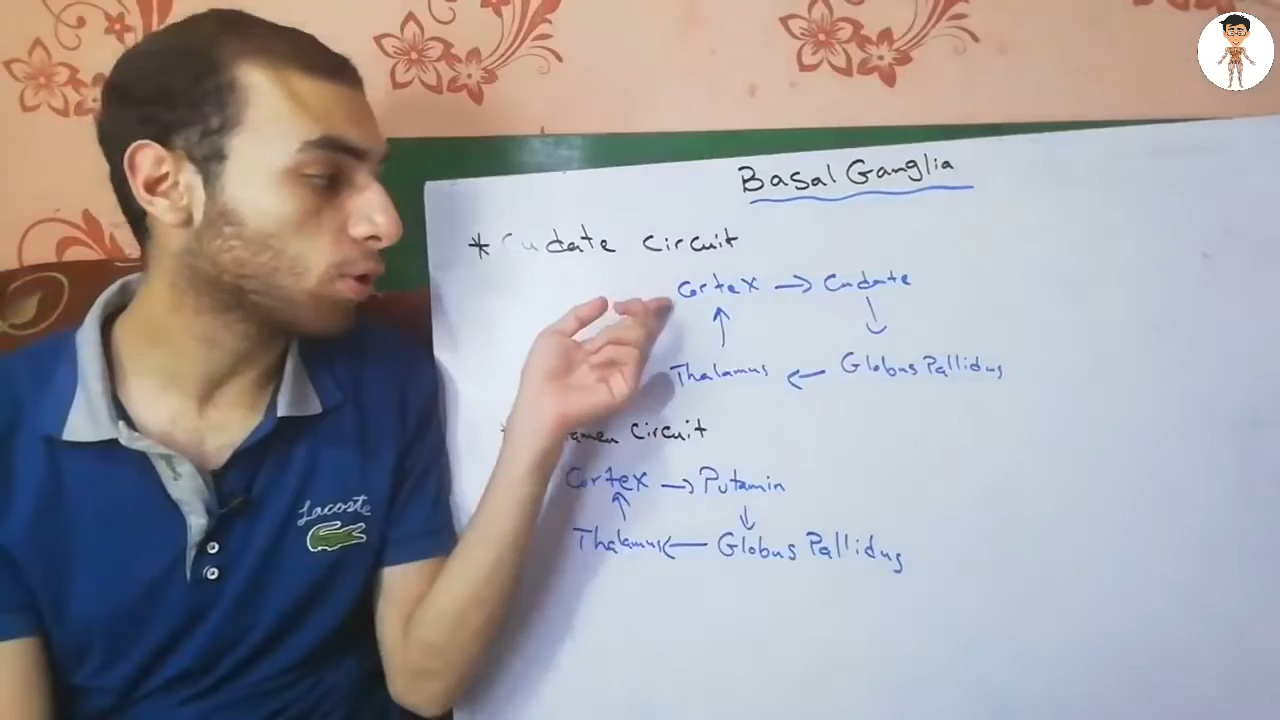 Basal Ganglia
* Cudate circuit
Cortex → Cudate
Thalamus ← Globus Pallidus
Circuit
Cortex → Putamin
Thalamus ← Globus Pallidus
Lacoste